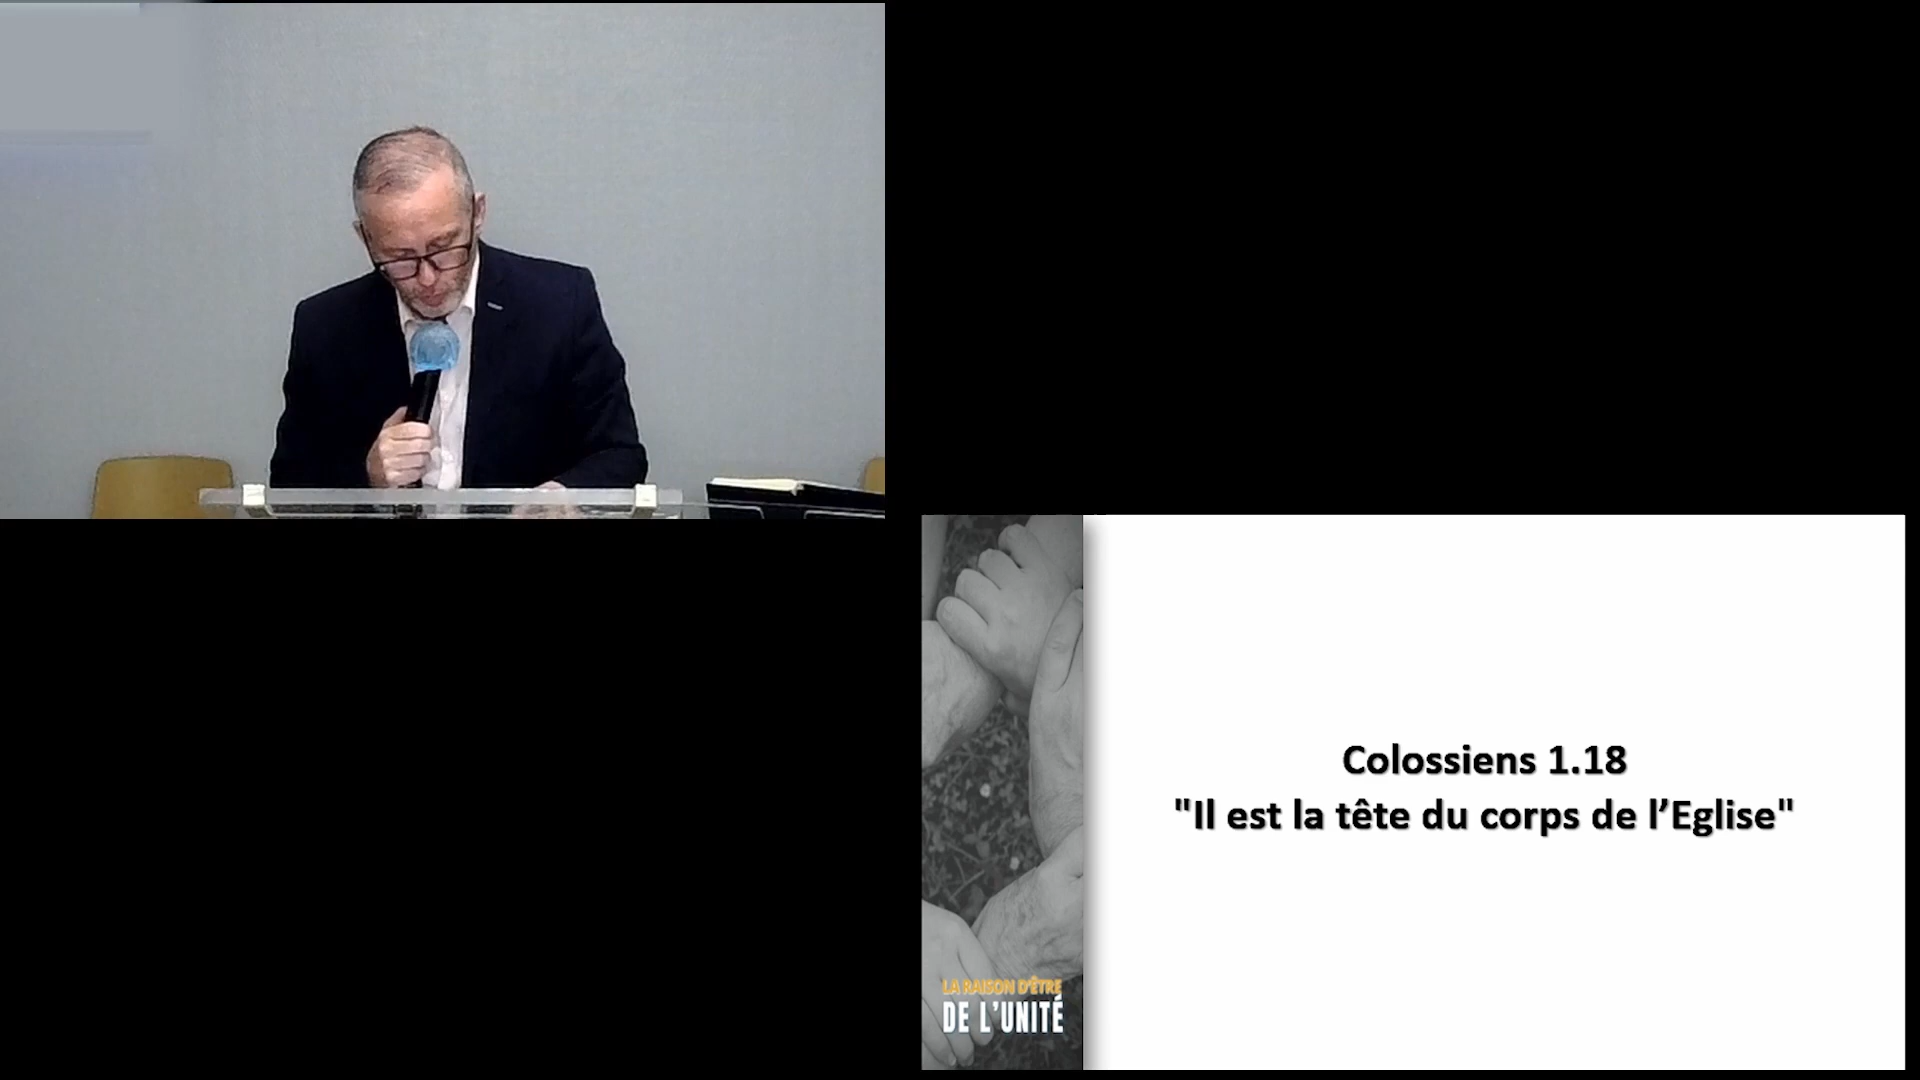 Colossiens 1.18
"Il est la tête du corps de l’Eglise"
LA RAISON D'ÊTRE
DE L'UNITÉ